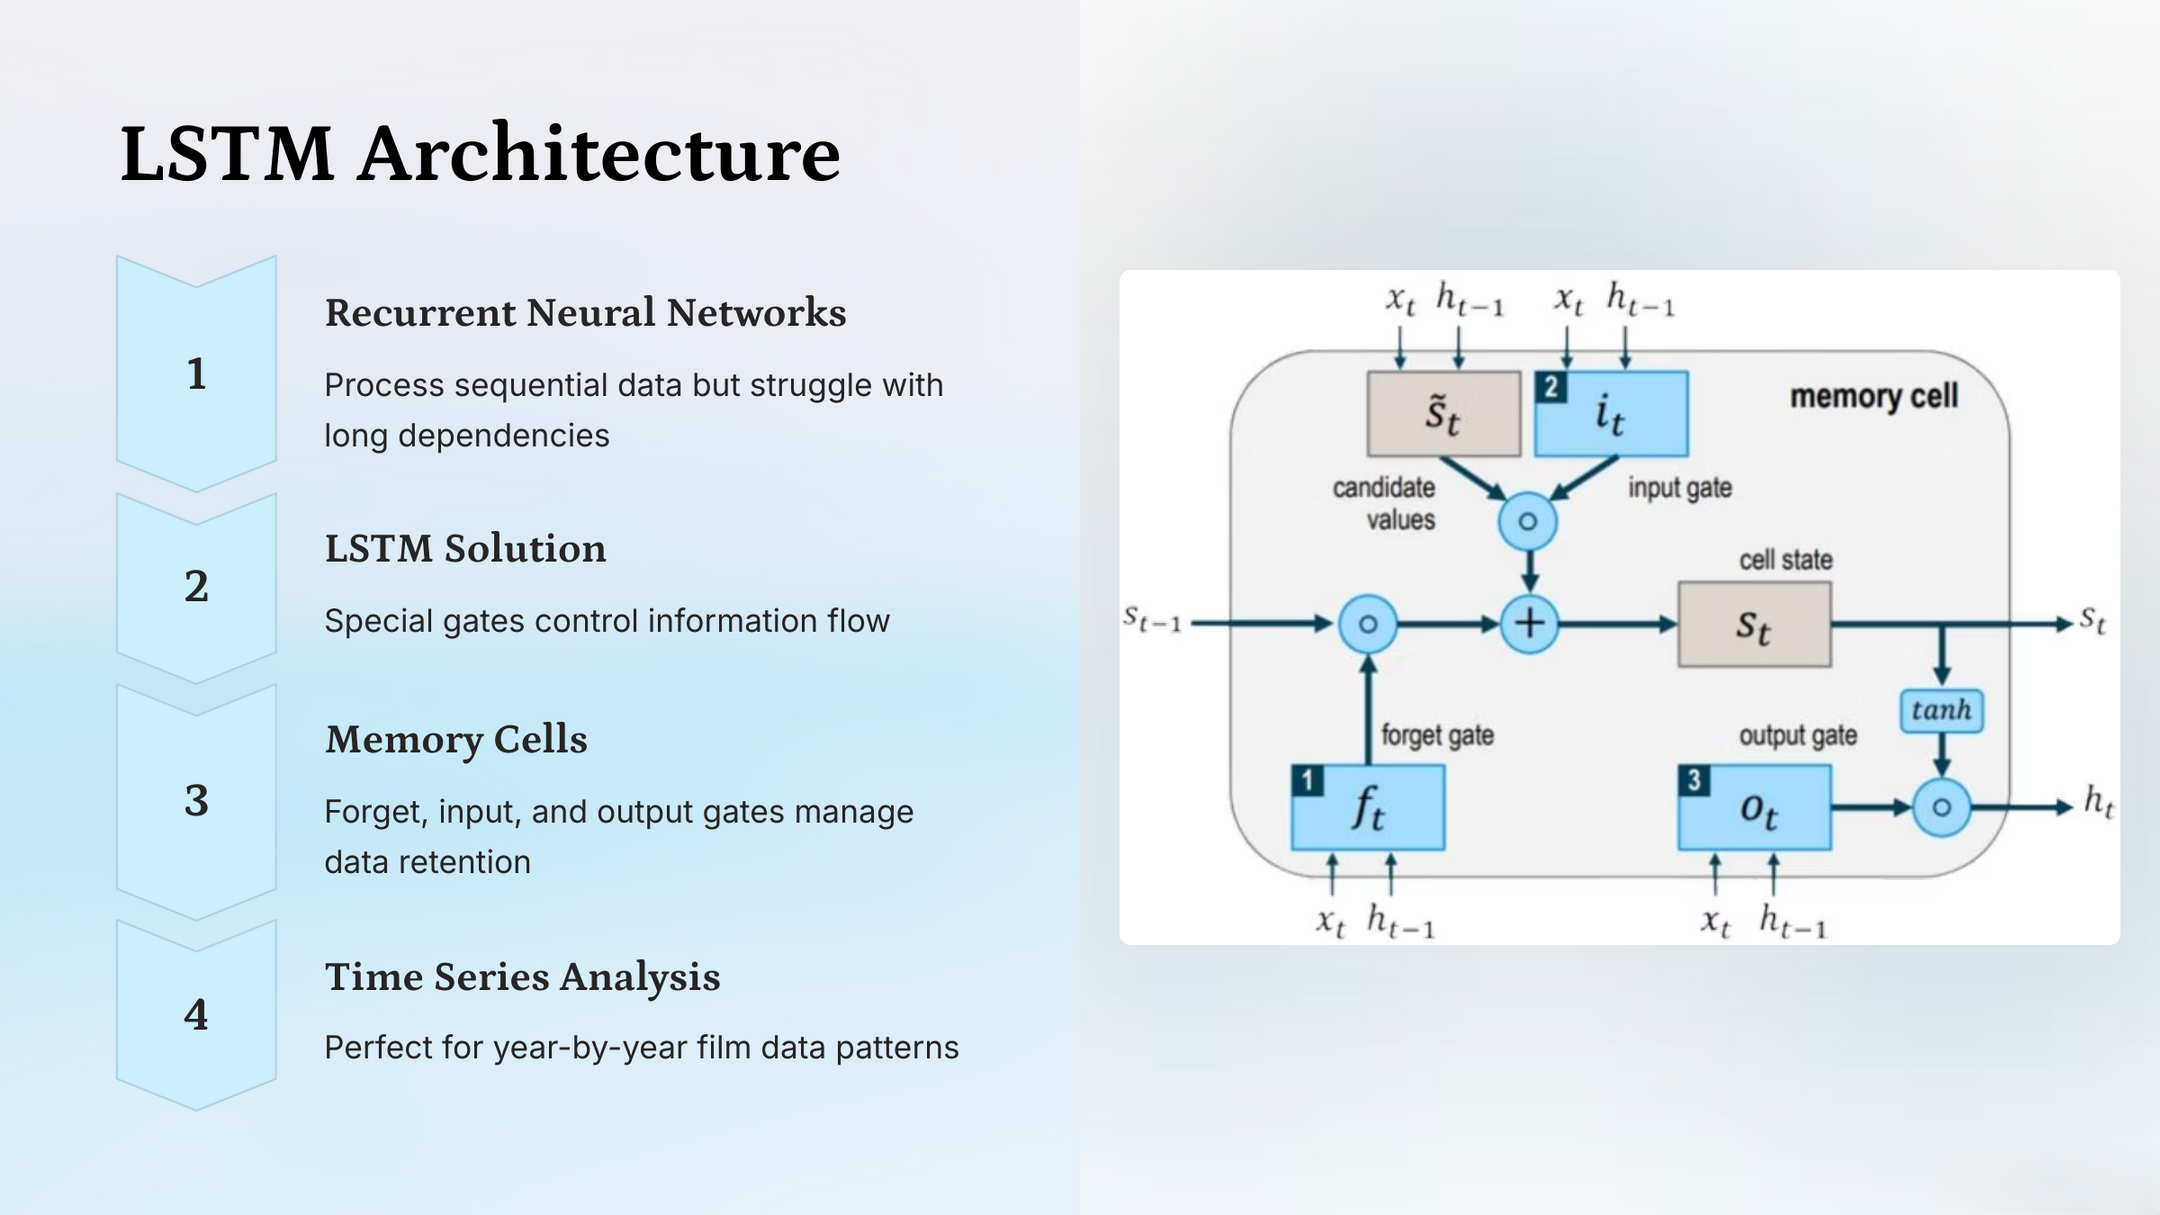 LSTM Architecture
1
Recurrent Neural Networks
Process sequential data but struggle with
long dependencies
2
LSTM Solution
Special gates control information flow
3
Memory Cells
Forget, input, and output gates manage
data retention
4
Time Series Analysis
Perfect for year-by-year film data patterns
xₜ hₜ₋₁ xₜ hₜ₋₁
memory cell
s̃ₜ
2 iₜ
candidate
values
input gate
cell state
sₜ₋₁
+
sₜ
sₜ
tanh
forget gate
output gate
1 fₜ
3 oₜ
hₜ
xₜ hₜ₋₁ xₜ hₜ₋₁